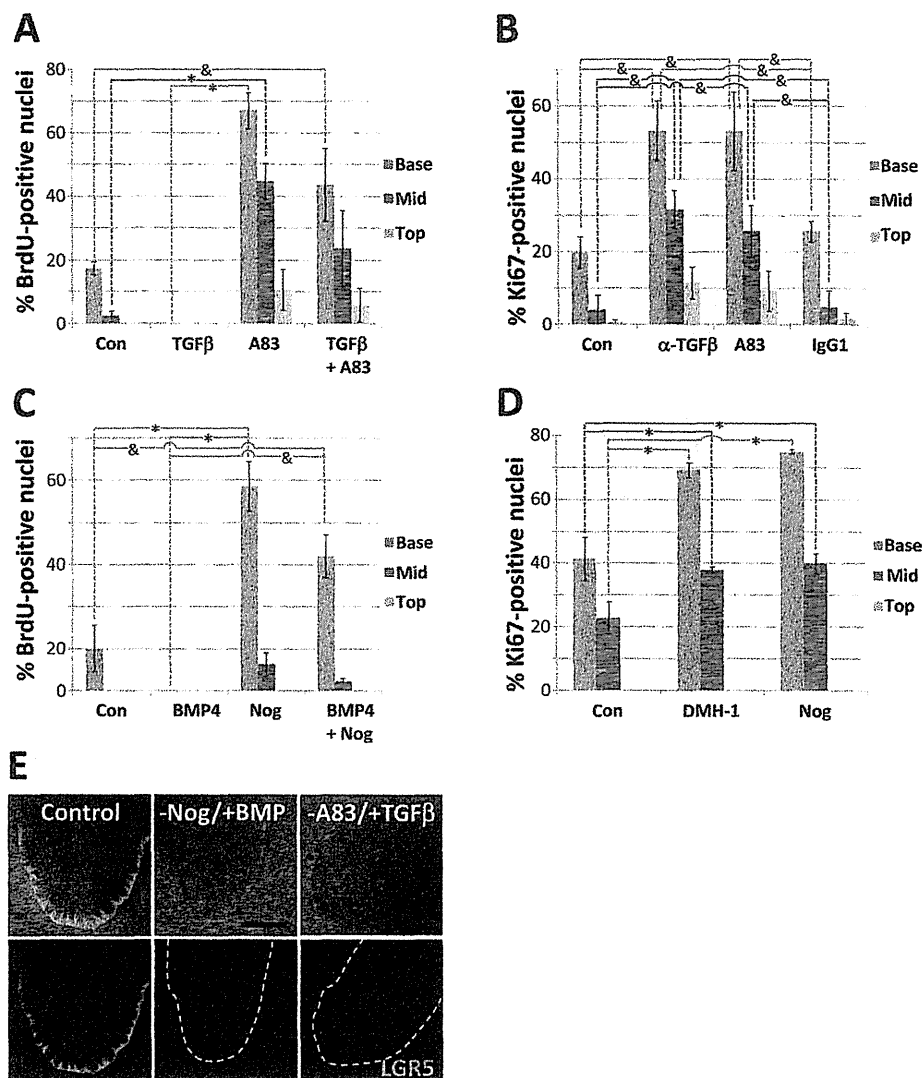 A
% BrdU-positive nuclei
80
60
40
20
0
&
*
*
Con
TGFβ
A83
TGFβ
+ A83
Base
Mid
Top
B
% Ki67-positive nuclei
60
40
20
0
&
&
&
&
&
&
&
&
Con
α-TGFβ
A83
IgG1
Base
Mid
Top
C
% BrdU-positive nuclei
60
40
20
0
*
*
&
&
Con
BMP4
Nog
BMP4
+ Nog
Base
Mid
Top
D
% Ki67-positive nuclei
80
60
40
20
0
*
*
*
*
Con
DMH-1
Nog
Base
Mid
Top
E
Control
-Nog/+BMP
-A83/+TGFβ
LGR5